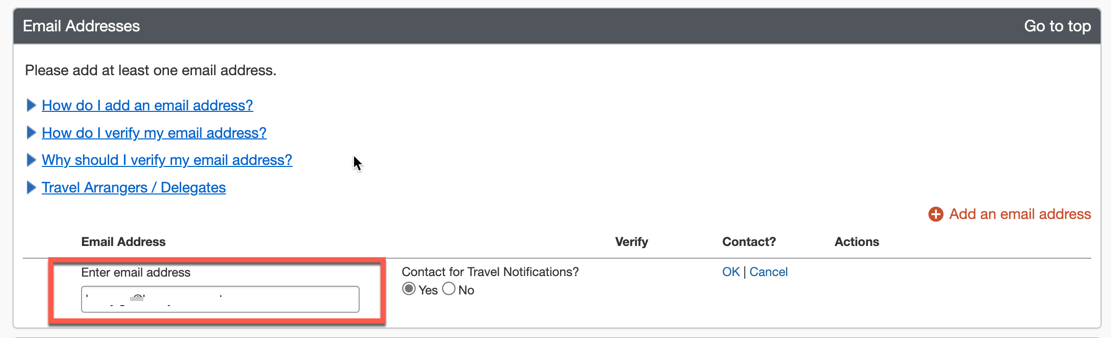 Email Addresses Go to top
Please add at least one email address.
How do I add an email address?
How do I verify my email address?
Why should I verify my email address?
Travel Arrangers / Delegates
Add an email address
Email Address Verify Contact? Actions
Enter email address Contact for Travel Notifications? OK | Cancel
Yes No